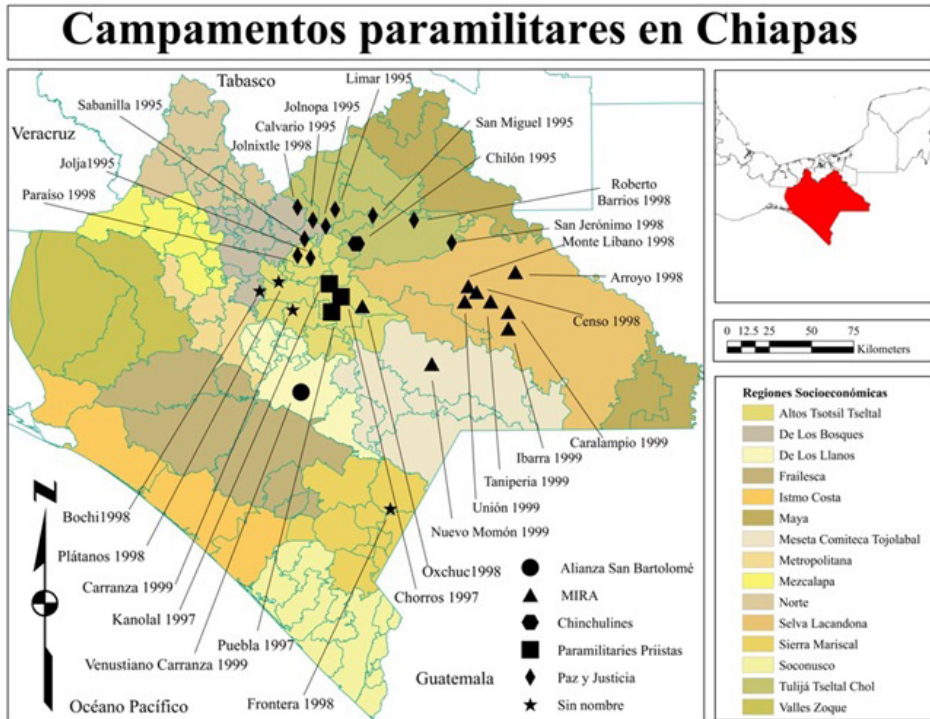 Campamentos paramilitares en Chiapas
Tabasco
Limar 1995
Sabanilla 1995
Jolnopa 1995
Veracruz
Calvario 1995
San Miguel 1995
Jolnixtle 1998
Jolja1995
Chilón 1995
Paraíso 1998
Roberto
Barrios 1998
San Jerónimo 1998
Monte Líbano 1998
Arroyo 1998
Censo 1998
Caralampio 1999
Ibarra 1999
Taniperia 1999
Unión 1999
Nuevo Momón 1999
Bochi1998
Plátanos 1998
Carranza 1999
Oxchuc1998
Chorros 1997
Kanolal 1997
Puebla 1997
Venustiano Carranza 1999
Frontera 1998
Guatemala
Océano Pacífico
N
Alianza San Bartolomé
MIRA
Chinchulines
Paramilitaries Priistas
Paz y Justicia
Sin nombre
0 12.5 25 50 75
Kilometers
Regiones Socioeconómicas
Altos Tsotsil Tseltal
De Los Bosques
De Los Llanos
Frailesca
Istmo Costa
Maya
Meseta Comiteca Tojolabal
Metropolitana
Mezcalapa
Norte
Selva Lacandona
Sierra Mariscal
Soconusco
Tulijá Tseltal Chol
Valles Zoque